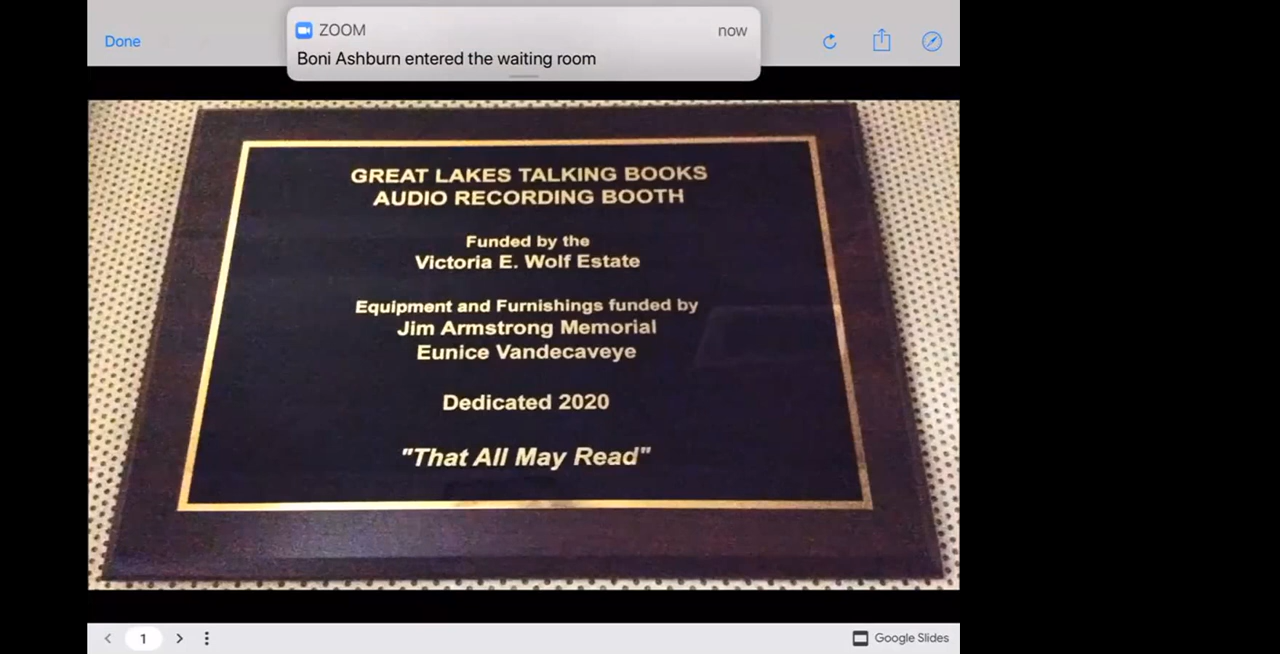 Done
ZOOM
now
Boni Ashburn entered the waiting room
GREAT LAKES TALKING BOOKS
AUDIO RECORDING BOOTH
Funded by the
Victoria E. Wolf Estate
Equipment and Furnishings funded by
Jim Armstrong Memorial
Eunice Vandecaveye
Dedicated 2020
"That All May Read"
1
Google Slides